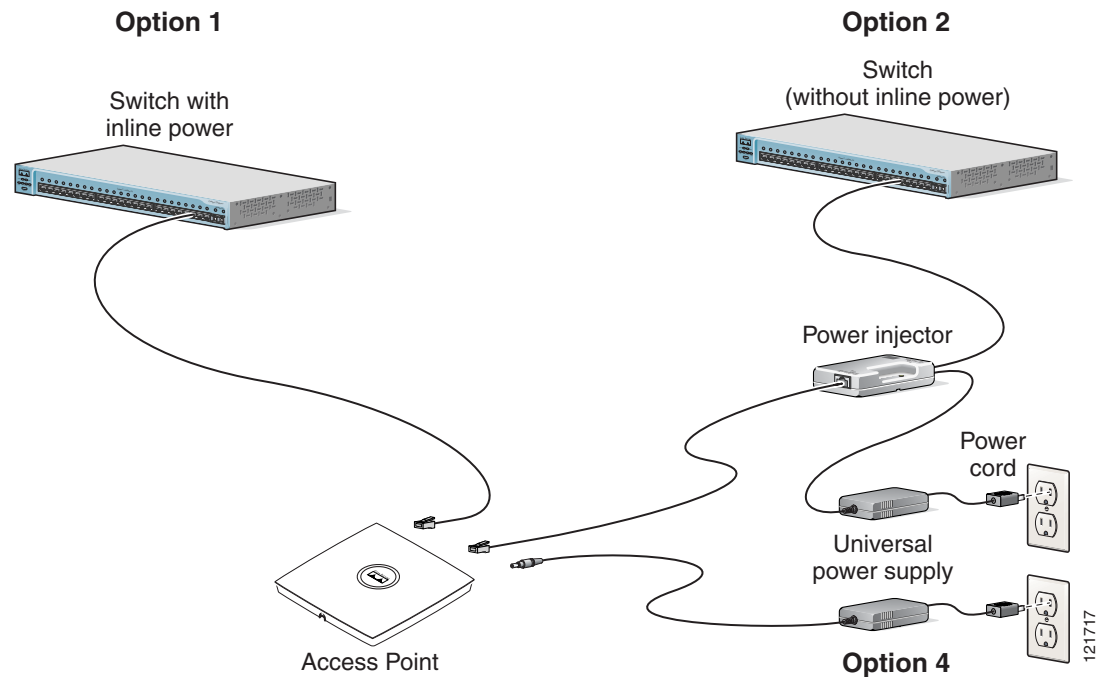 Option 1
Option 2
Switch with
inline power
Switch
(without inline power)
Power injector
Power
cord
Universal
power supply
Access Point
Option 4
121717